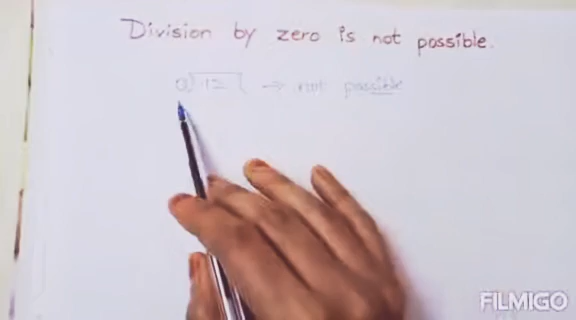 Division by zero is not possible.
0) 12 ( → not possible
FILMIGO